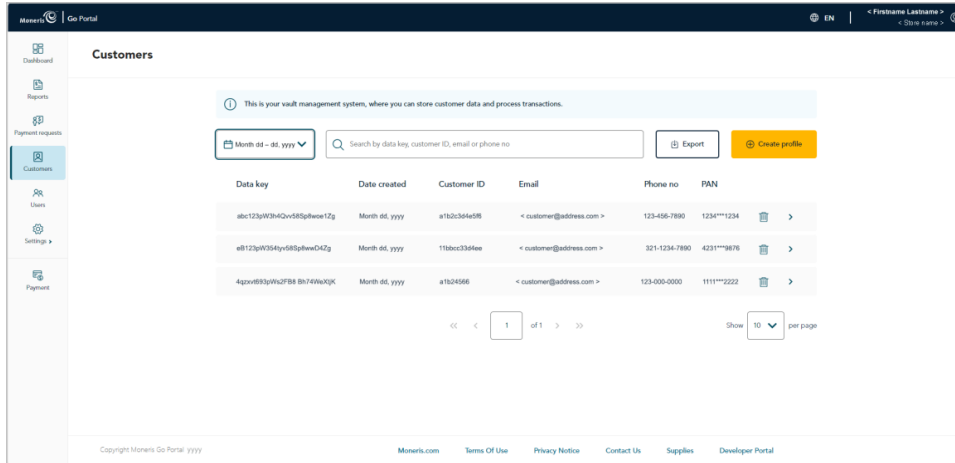 Moneris Go Portal
EN
< Firstname Lastname >
< Store name >
Dashboard
Reports
Payment requests
Customers
Users
Settings
Payment
Customers
This is your vault management system, where you can store customer data and process transactions.
Month dd – dd, yyyy
Search by data key, customer ID, email or phone no
Export
Create profile
Data key Date created Customer ID Email Phone no PAN
abc123pW3h4Qvv58Sp8woe1Zg Month dd, yyyy a1b2c3d4e5f6 < customer@address.com > 123-456-7890 1234***1234
eB123pW354tyv58Sp8wwD4Zg Month dd, yyyy 11bbcc33d4ee < customer@address.com > 321-1234-7890 4231***9876
4qzxvt693pWs2FB8 Bh74WeXtjK Month dd, yyyy a1b24566 < customer@address.com > 123-000-0000 1111***2222
<< < 1 of 1 > >>
Show 10 per page
Copyright Moneris Go Portal yyyy
Moneris.com Terms Of Use Privacy Notice Contact Us Supplies Developer Portal